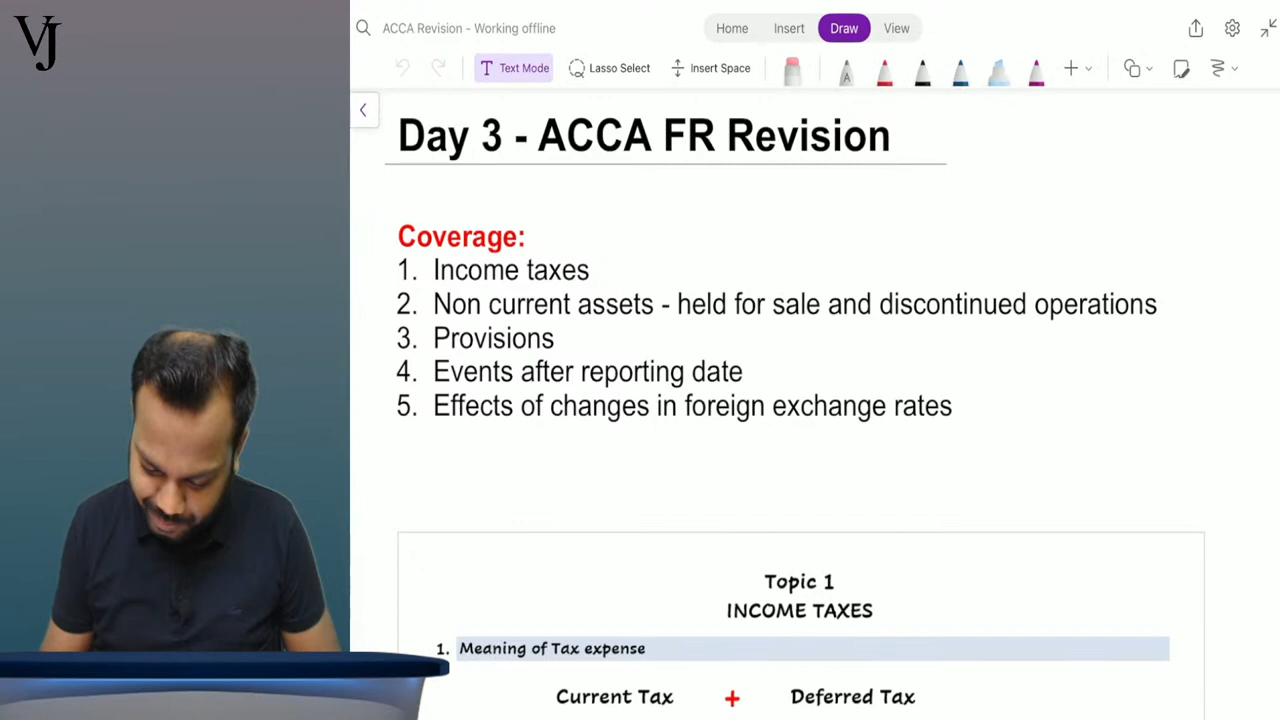 VJ
ACCA Revision - Working offline
Home Insert Draw View
Text Mode Lasso Select Insert Space
A
Day 3 - ACCA FR Revision
Coverage:
1. Income taxes
2. Non current assets - held for sale and discontinued operations
3. Provisions
4. Events after reporting date
5. Effects of changes in foreign exchange rates
Topic 1
INCOME TAXES
1. Meaning of Tax expense
Current Tax + Deferred Tax